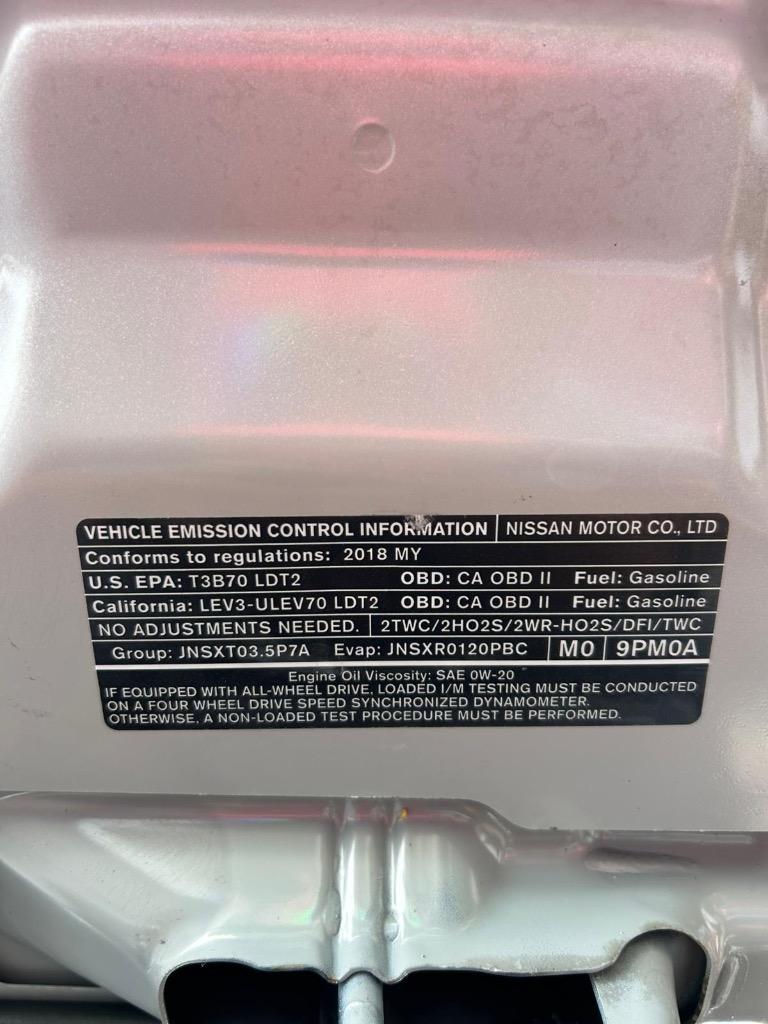 VEHICLE EMISSION CONTROL INFORMATION NISSAN MOTOR CO., LTD
Conforms to regulations: 2018 MY
U.S. EPA: T3B70 LDT2 OBD: CA OBD II Fuel: Gasoline
California: LEV3-ULEV70 LDT2 OBD: CA OBD II Fuel: Gasoline
NO ADJUSTMENTS NEEDED. 2TWC/2HO2S/2WR-HO2S/DFI/TWC
Group: JNSXT03.5P7A Evap: JNSXR0120PBC M0 9PM0A
Engine Oil Viscosity: SAE 0W-20
IF EQUIPPED WITH ALL-WHEEL DRIVE, LOADED I/M TESTING MUST BE CONDUCTED
ON A FOUR WHEEL DRIVE SPEED SYNCHRONIZED DYNAMOMETER.
OTHERWISE, A NON-LOADED TEST PROCEDURE MUST BE PERFORMED.